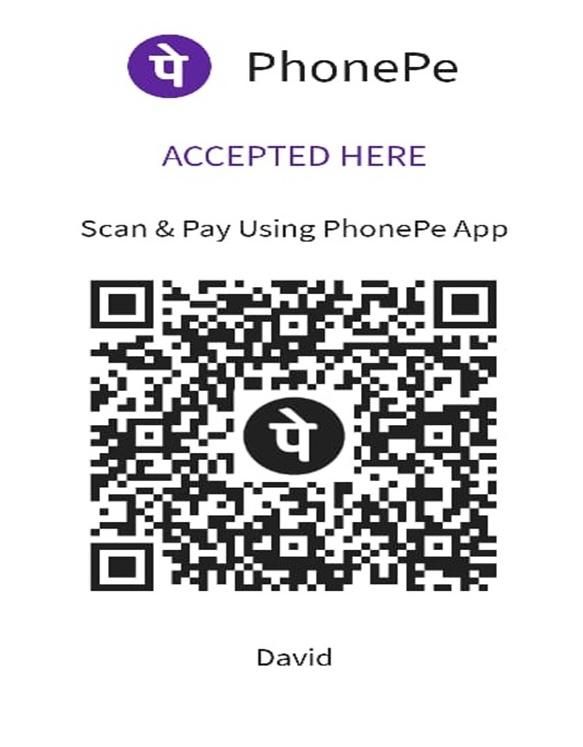 पे PhonePe
ACCEPTED HERE
Scan & Pay Using PhonePe App
पे
David